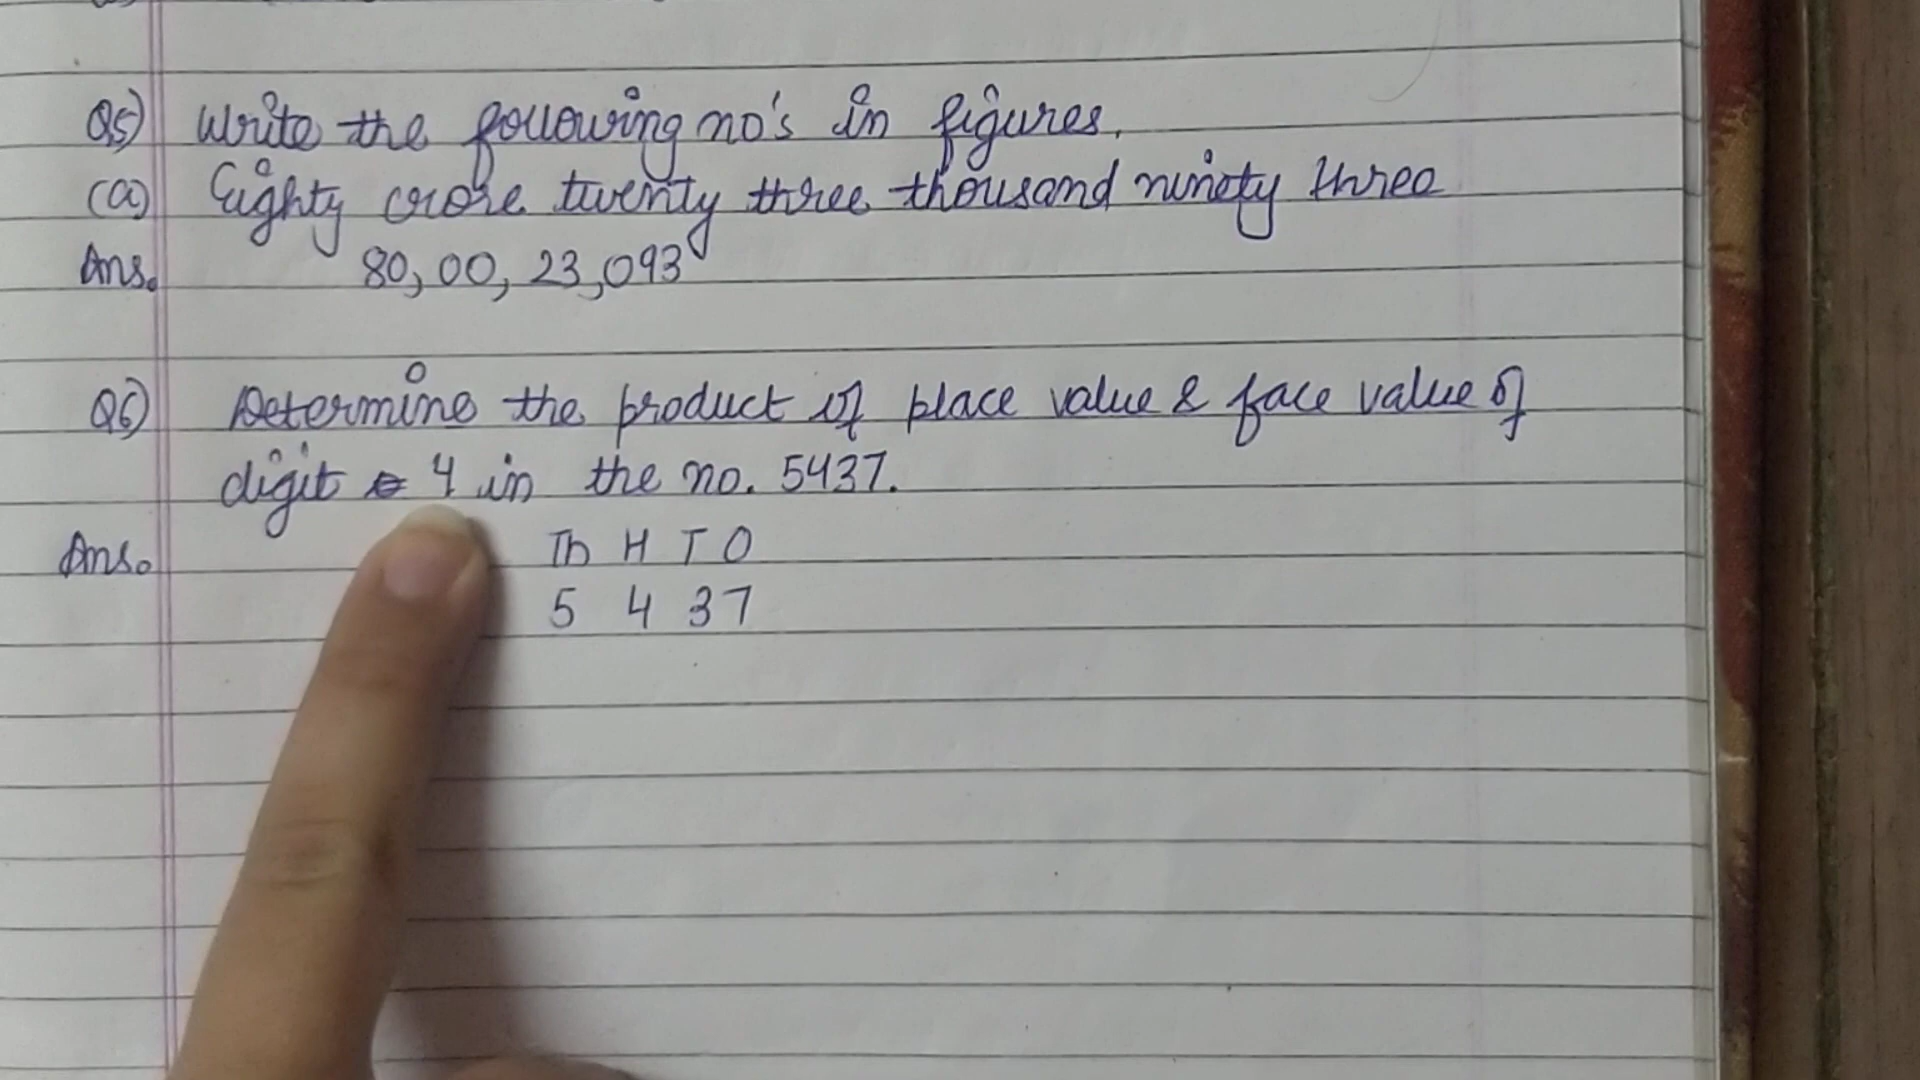 Q5) Write the following no's in figures.
(a) Eighty crore twenty three thousand ninety three
Ans. 80,00,23,093
Q6) Determine the product of place value & face value of
digit 4 in the no. 5437.
Ans. Th H T O
5 4 3 7